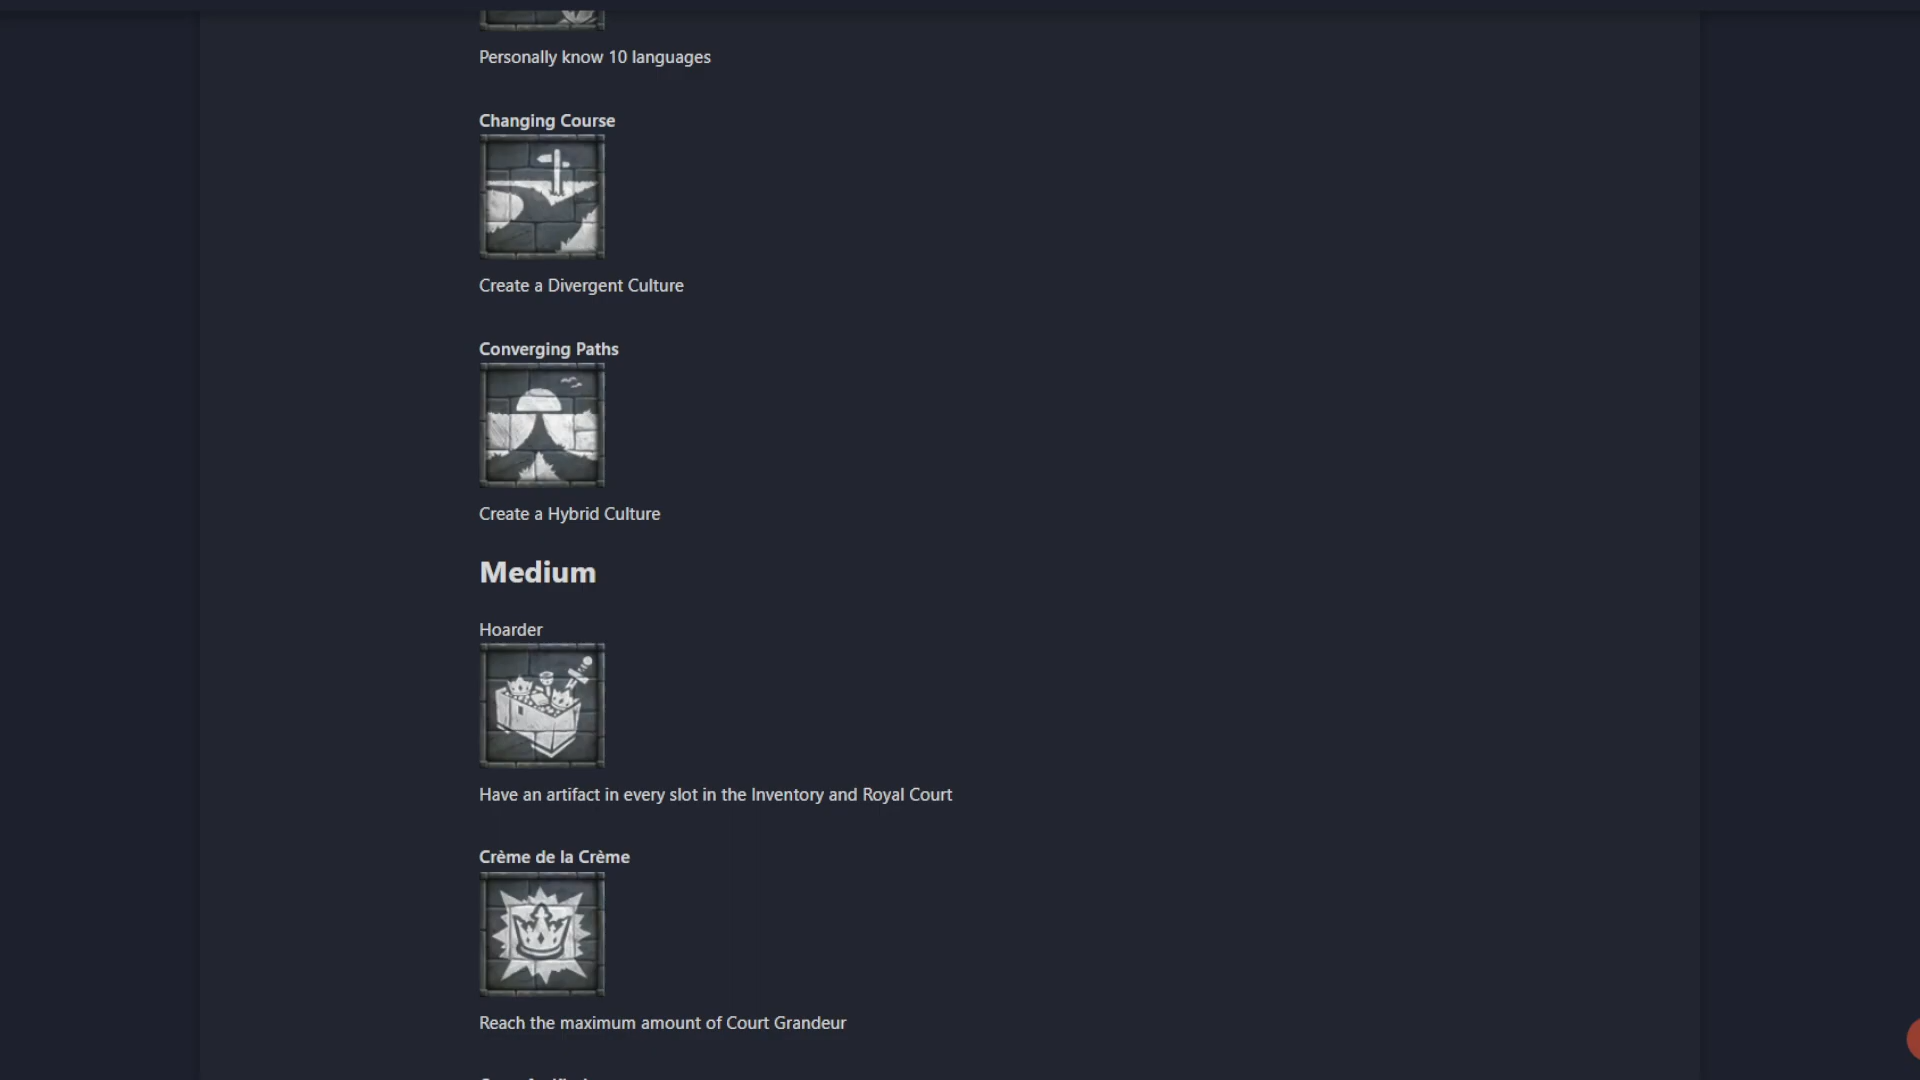 Personally know 10 languages
Changing Course
Create a Divergent Culture
Converging Paths
Create a Hybrid Culture
Medium
Hoarder
Have an artifact in every slot in the Inventory and Royal Court
Crème de la Crème
Reach the maximum amount of Court Grandeur